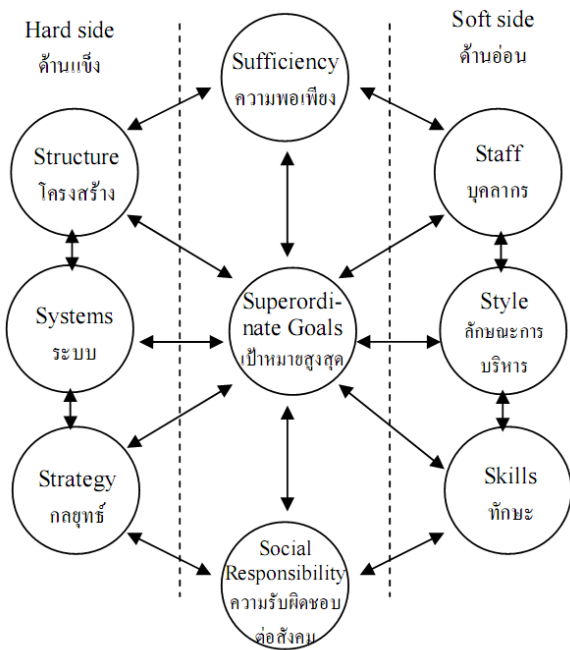 Hard side
ด้านแข็ง
Soft side
ด้านอ่อน
Sufficiency
ความพอเพียง
Structure
โครงสร้าง
Staff
บุคลากร
Systems
ระบบ
Superordi-
nate Goals
เป้าหมายสูงสุด
Style
ลักษณะการ
บริหาร
Strategy
กลยุทธ์
Skills
ทักษะ
Social
Responsibility
ความรับผิดชอบ
ต่อสังคม